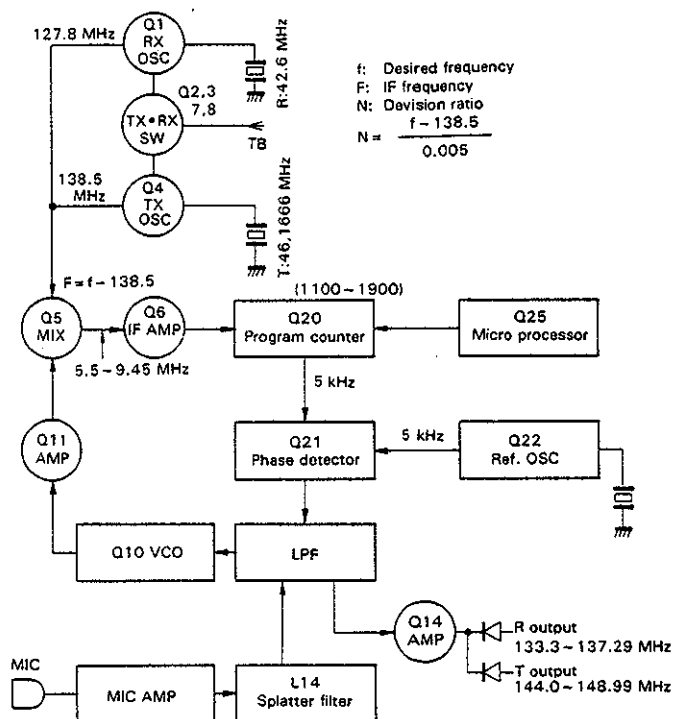 127.8 MHz
Q1
RX
OSC
R:42.6 MHz
Q2,3
7,8
TX•RX
SW
T8
138.5
MHz
Q4
TX
OSC
T:46.1666 MHz
f: Desired frequency
F: IF frequency
N: Devision ratio
N = f - 138.5
0.005
F=f-138.5
Q5
MIX
Q6
IF AMP
5.5~9.45 MHz
(1100~1900)
Q20
Program counter
Q25
Micro processor
5 kHz
Q21
Phase detector
5 kHz
Q22
Ref. OSC
Q11
AMP
Q10 VCO
LPF
Q14
AMP
R output
133.3~137.29 MHz
T output
144.0~148.99 MHz
MIC
MIC AMP
L14
Splatter filter